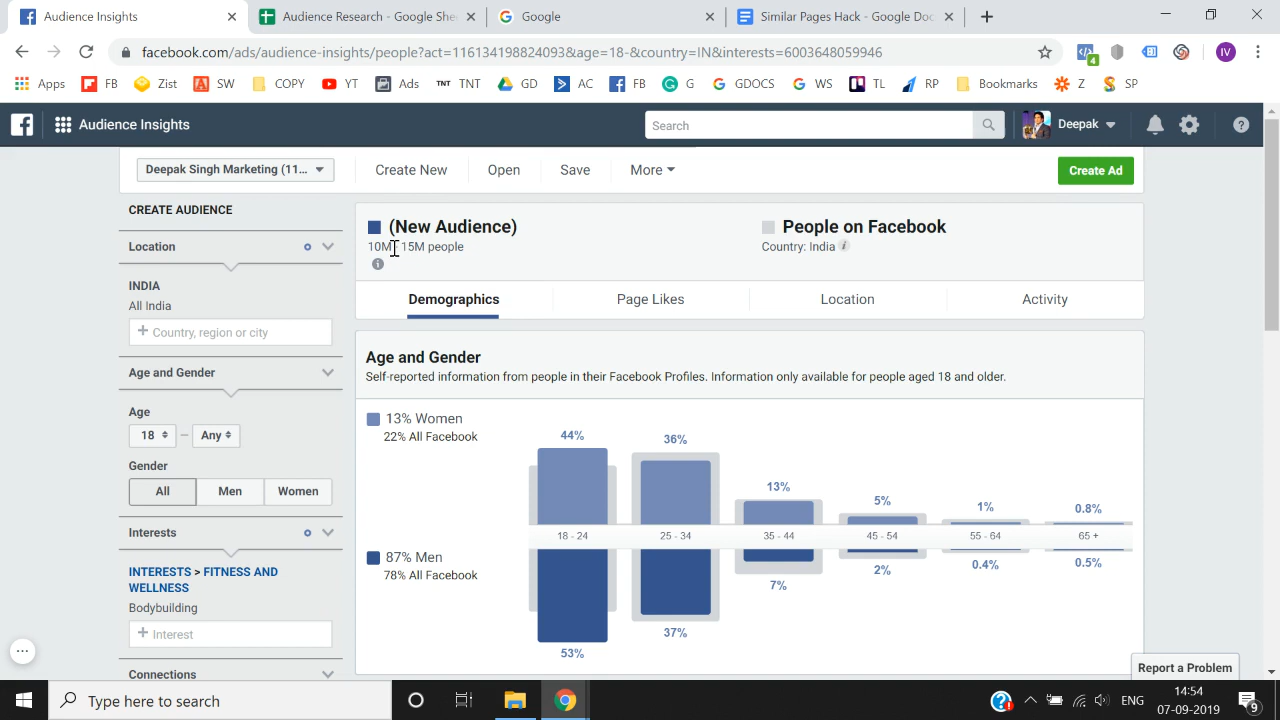 Audience Insights
Audience Research - Google She
Google
Similar Pages Hack - Google Doc
facebook.com/ads/audience-insights/people?act=116134198824093&age=18-&country=IN&interests=6003648059946
4
IV
Apps FB Zist SW COPY YT Ads TNT TNT GD AC FB G GDOCS WS TL RP Bookmarks Z SP
Audience Insights
Search
Deepak
Deepak Singh Marketing (11...
Create New
Open
Save
More
Create Ad
CREATE AUDIENCE
Location
INDIA
All India
+ Country, region or city
Age and Gender
Age
18 – Any
Gender
All Men Women
Interests
INTERESTS > FITNESS AND
WELLNESS
Bodybuilding
+ Interest
Connections
(New Audience)
10M - 15M people
People on Facebook
Country: India
Demographics
Page Likes
Location
Activity
Age and Gender
Self-reported information from people in their Facebook Profiles. Information only available for people aged 18 and older.
13% Women
22% All Facebook
44% 36% 13% 5% 1% 0.8%
18 - 24 25 - 34 35 - 44 45 - 54 55 - 64 65 +
87% Men
78% All Facebook
53% 37% 7% 2% 0.4% 0.5%
Report a Problem
Type here to search
ENG
14:54
07-09-2019
9